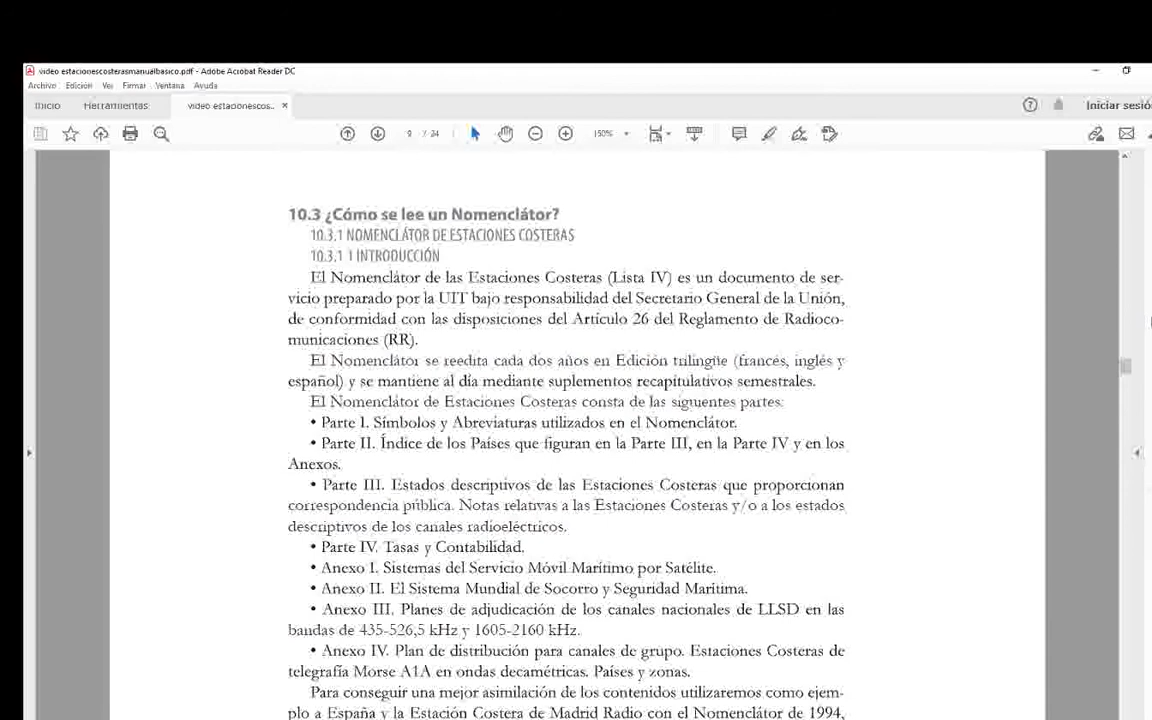 video estacionescosterasmanualbasico.pdf - Adobe Acrobat Reader DC
Archivo Edición Ver Firmar Ventana Ayuda
Inicio Herramientas video estacionescos... × Iniciar sesió
9 / 24 150%
10.3 ¿Cómo se lee un Nomenclátor?
10.3.1 NOMENCLÁTOR DE ESTACIONES COSTERAS
10.3.1 1 INTRODUCCIÓN
El Nomenclátor de las Estaciones Costeras (Lista IV) es un documento de ser-
vicio preparado por la UIT bajo responsabilidad del Secretario General de la Unión,
de conformidad con las disposiciones del Artículo 26 del Reglamento de Radioco-
municaciones (RR).
El Nomenclátor se reedita cada dos años en Edición trilingüe (francés, inglés y
español) y se mantiene al día mediante suplementos recapitulativos semestrales.
El Nomenclátor de Estaciones Costeras consta de las siguientes partes:
• Parte I. Símbolos y Abreviaturas utilizados en el Nomenclátor.
• Parte II. Índice de los Países que figuran en la Parte III, en la Parte IV y en los
Anexos.
• Parte III. Estados descriptivos de las Estaciones Costeras que proporcionan
correspondencia pública. Notas relativas a las Estaciones Costeras y/o a los estados
descriptivos de los canales radioeléctricos.
• Parte IV. Tasas y Contabilidad.
• Anexo I. Sistemas del Servicio Móvil Marítimo por Satélite.
• Anexo II. El Sistema Mundial de Socorro y Seguridad Marítima.
• Anexo III. Planes de adjudicación de los canales nacionales de LLSD en las
bandas de 435-526,5 kHz y 1605-2160 kHz.
• Anexo IV. Plan de distribución para canales de grupo. Estaciones Costeras de
telegrafía Morse A1A en ondas decamétricas. Países y zonas.
Para conseguir una mejor asimilación de los contenidos utilizaremos como ejem-
plo a España y la Estación Costera de Madrid Radio con el Nomenclátor de 1994,